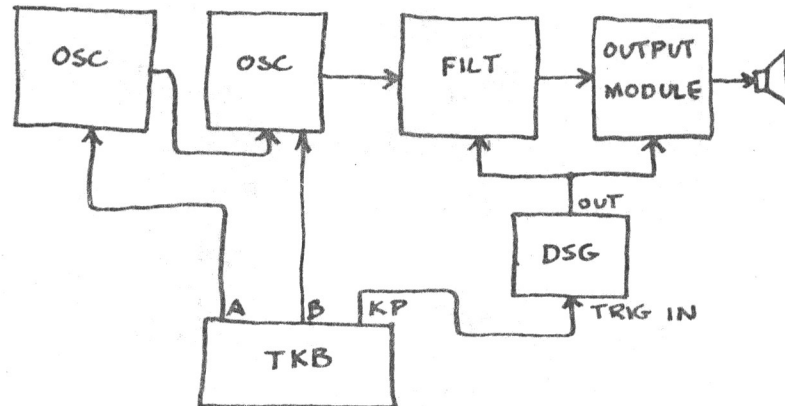 OSC
OSC
FILT
OUTPUT
MODULE
OUT
DSG
TRIG IN
A
B
KP
TKB